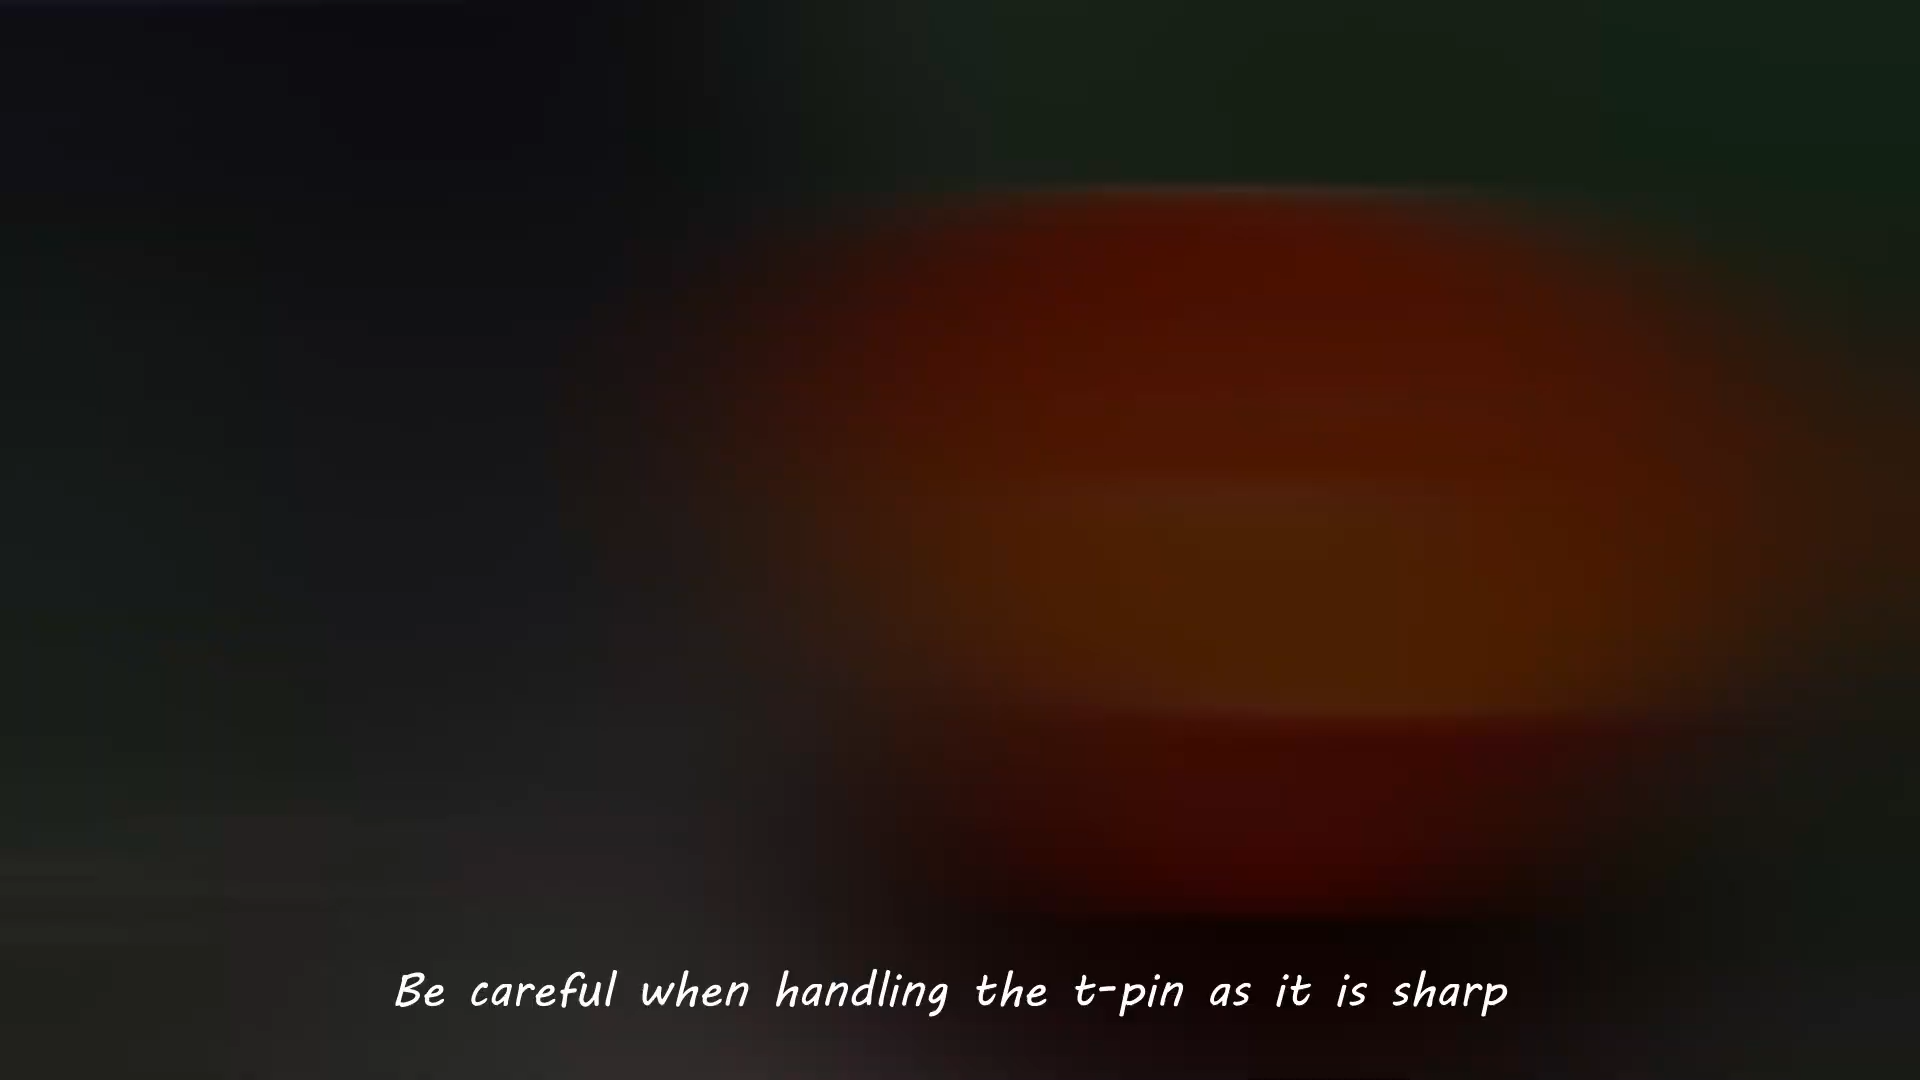 Be careful when handling the t-pin as it is sharp